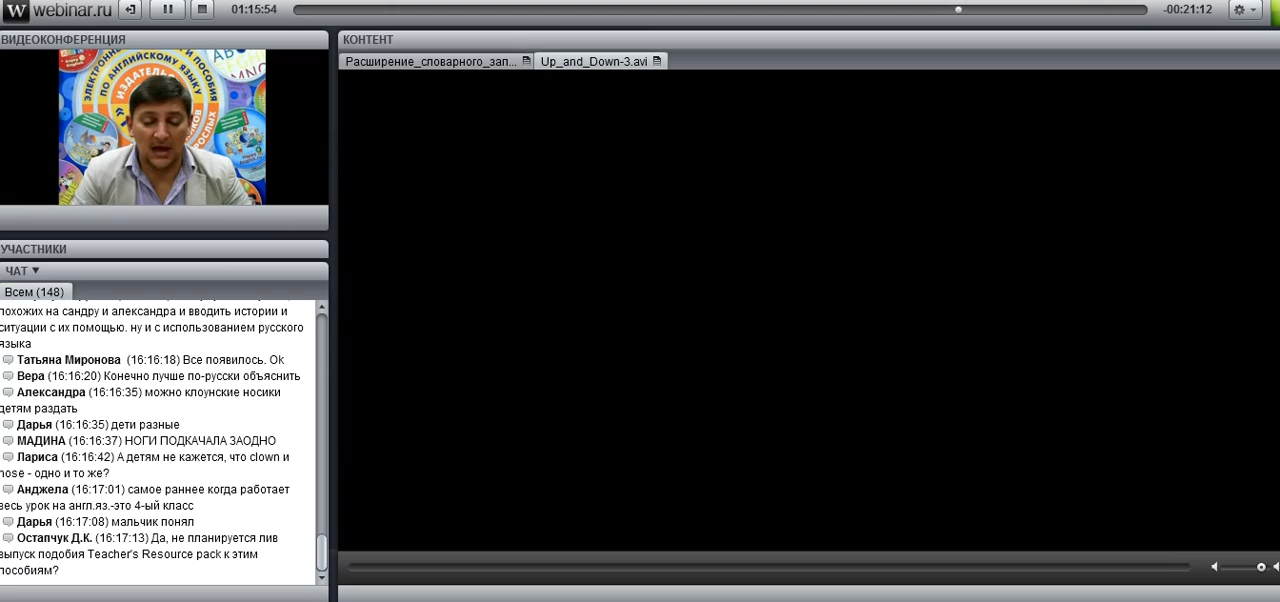 W webinar.ru 01:15:54 -00:21:12
ВИДЕОКОНФЕРЕНЦИЯ
ЭЛЕКТРОННЫЕ
И ПОСОБИЯ
ПО АНГЛИЙСКОМУ ЯЗЫКУ
УЧАСТНИКИ
ЧАТ
Всем (148)
похожих на сандру и александра и вводить истории и
ситуации с их помощью. ну и с использованием русского
языка
Татьяна Миронова (16:16:18) Все появилось. Ok
Вера (16:16:20) Конечно лучше по-русски объяснить
Александра (16:16:35) можно клоунские носики
детям раздать
Дарья (16:16:35) дети разные
МАДИНА (16:16:37) НОГИ ПОДКАЧАЛА ЗАОДНО
Лариса (16:16:42) А детям не кажется, что clown и
nose - одно и то же?
Анджела (16:17:01) самое раннее когда работает
весь урок на англ.яз.-это 4-ый класс
Дарья (16:17:08) мальчик понял
Остапчук Д.К. (16:17:13) Да, не планируется лив
выпуск подобия Teacher's Resource pack к этим
пособиям?
КОНТЕНТ
Расширение_словарного_зап... Up_and_Down-3.avi